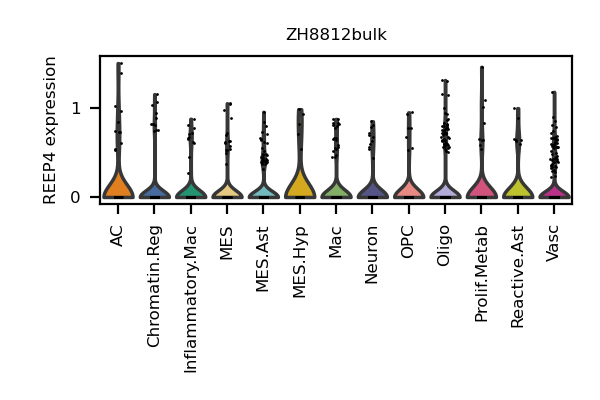 ZH8812bulk
REEP4 expression
1
0
AC
Chromatin.Reg
Inflammatory.Mac
MES
MES.Ast
MES.Hyp
Mac
Neuron
OPC
Oligo
Prolif.Metab
Reactive.Ast
Vasc